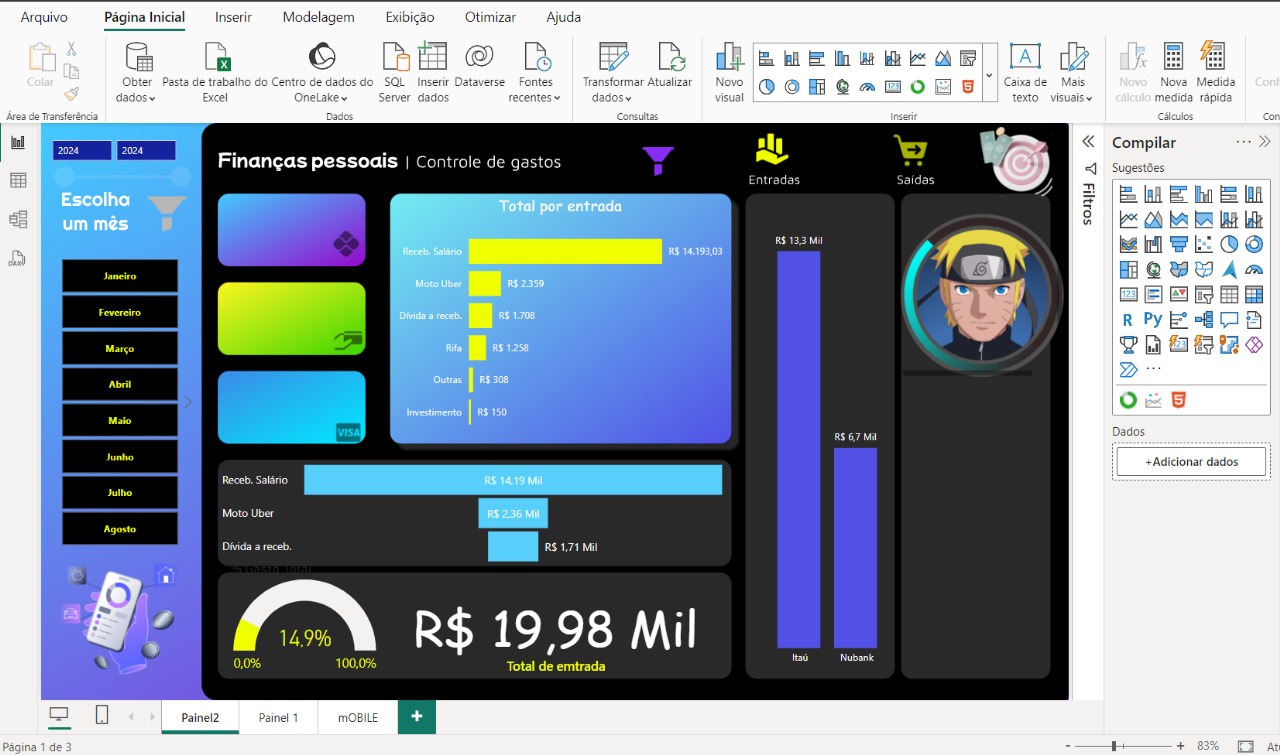 Arquivo
Página Inicial
Inserir
Modelagem
Exibição
Otimizar
Ajuda
Colar
Obter dados
Pasta de trabalho do Excel
Centro de dados do OneLake
SQL Server
Inserir dados
Dataverse
Fontes recentes
Transformar dados
Atualizar
Novo visual
Caixa de texto
Mais visuais
Novo cálculo
Nova medida
Medida rápida
Área de Transferência
Dados
Consultas
Inserir
Cálculos
2024
2024
Escolha
um mês
Janeiro
Fevereiro
Março
Abril
Maio
Junho
Julho
Agosto
Finanças pessoais | Controle de gastos
Entradas
Saídas
VISA
Total por entrada
Receb. Salário R$ 14.193,03
Moto Uber R$ 2.359
Dívida a receb. R$ 1.708
Rifa R$ 1.258
Outras R$ 308
Investimento R$ 150
Receb. Salário R$ 14,19 Mil
Moto Uber R$ 2,36 Mil
Dívida a receb. R$ 1,71 Mil
% Gasto Total
14,9%
0,0% 100,0%
R$ 19,98 Mil
Total de emtrada
R$ 13,3 Mil
R$ 6,7 Mil
Itaú
Nubank
Filtros
Compilar
Sugestões
R Py
Dados
+Adicionar dados
Painel2
Painel 1
mOBILE
Página 1 de 3
83%